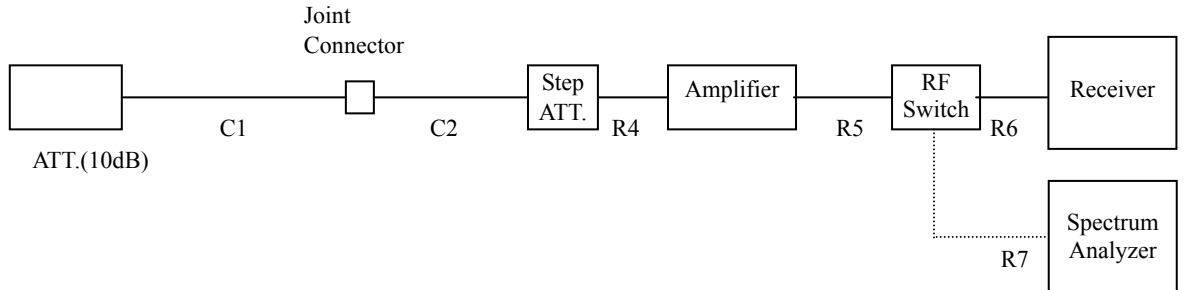 Joint
Connector
Step
ATT.
Amplifier
RF
Switch
Receiver
C1
C2
R4
R5
R6
ATT.(10dB)
Spectrum
Analyzer
R7